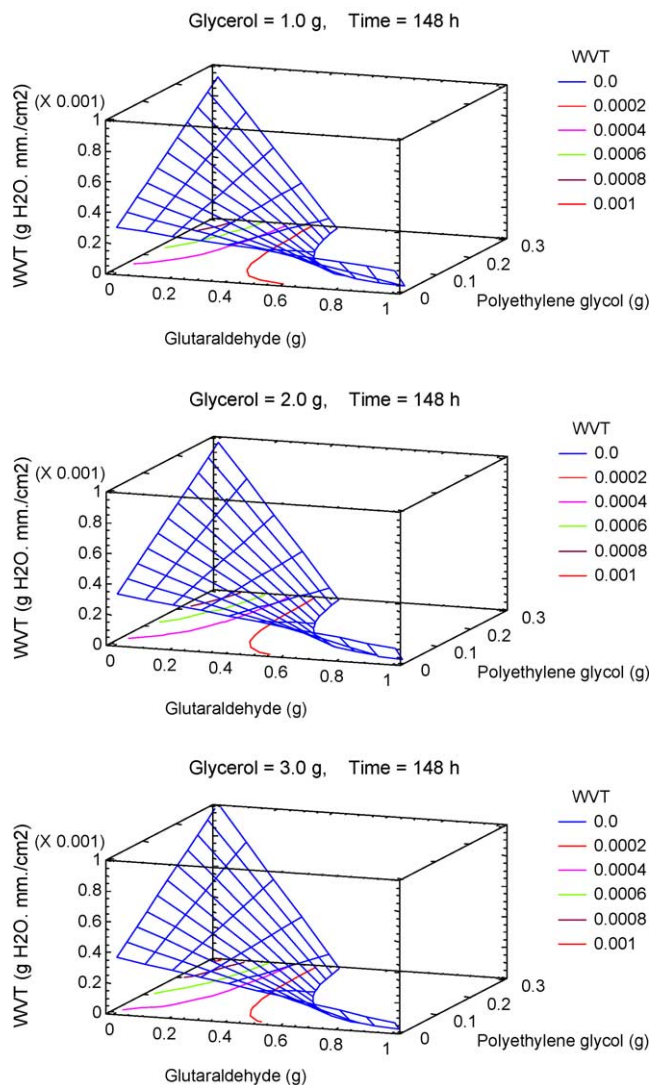 Glycerol = 1.0 g, Time = 148 h
WVT
0.0
0.0002
0.0004
0.0006
0.0008
0.001
(X 0.001)
1
0.8
0.6
0.4
0.2
0
WVT (g H2O. mm./cm2)
0 0.2 0.4 0.6 0.8 1
Glutaraldehyde (g)
0 0.1 0.2 0.3
Polyethylene glycol (g)
Glycerol = 2.0 g, Time = 148 h
WVT
0.0
0.0002
0.0004
0.0006
0.0008
0.001
(X 0.001)
1
0.8
0.6
0.4
0.2
0
WVT (g H2O. mm./cm2)
0 0.2 0.4 0.6 0.8 1
Glutaraldehyde (g)
0 0.1 0.2 0.3
Polyethylene glycol (g)
Glycerol = 3.0 g, Time = 148 h
WVT
0.0
0.0002
0.0004
0.0006
0.0008
0.001
(X 0.001)
1
0.8
0.6
0.4
0.2
0
WVT (g H2O. mm./cm2)
0 0.2 0.4 0.6 0.8 1
Glutaraldehyde (g)
0 0.1 0.2 0.3
Polyethylene glycol (g)